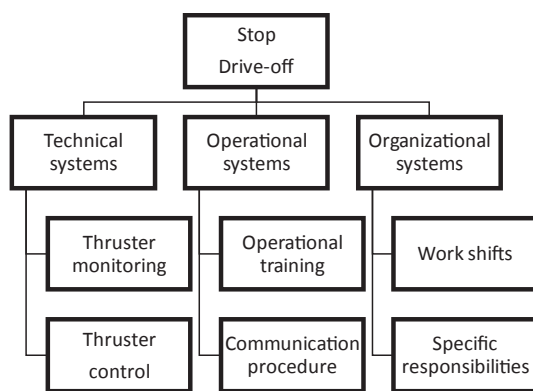 Stop
Drive-off
Technical
systems
Operational
systems
Organizational
systems
Thruster
monitoring
Operational
training
Work shifts
Thruster
control
Communication
procedure
Specific
responsibilities